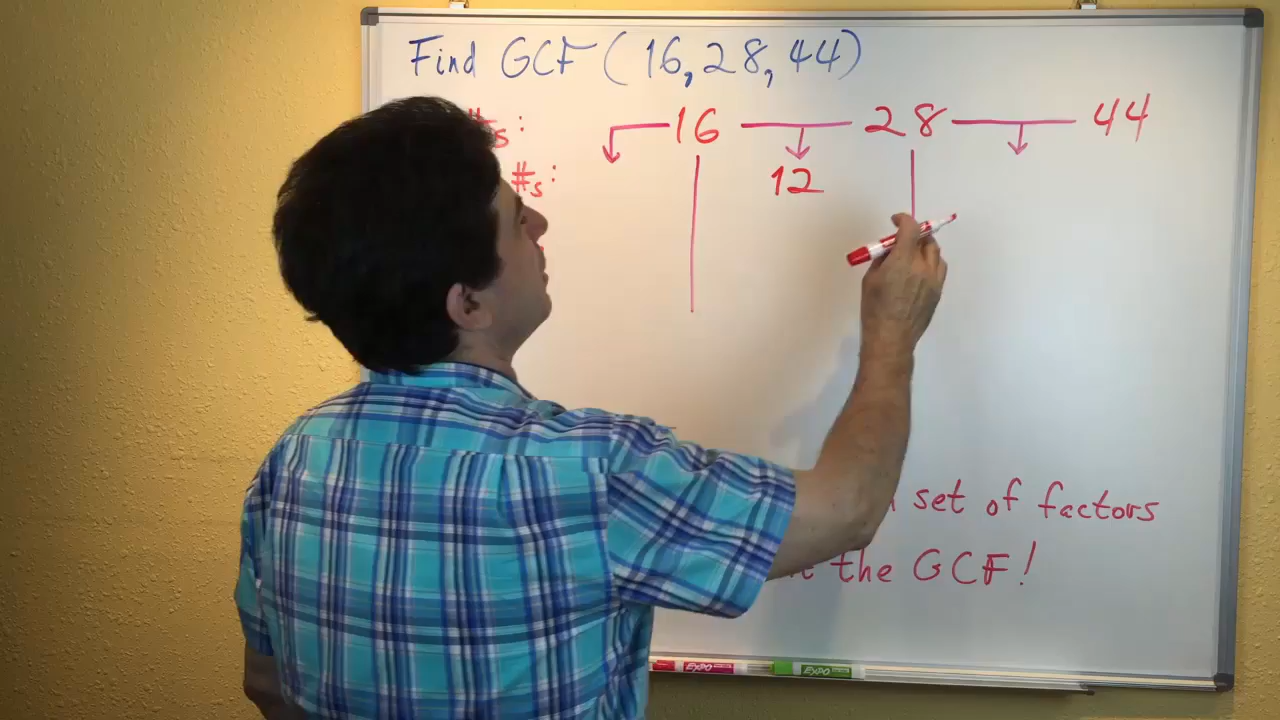 Find GCF (16, 28, 44)
#s: 16 28 44
#s: 12
set of factors
the GCF!
EXPO EXPO